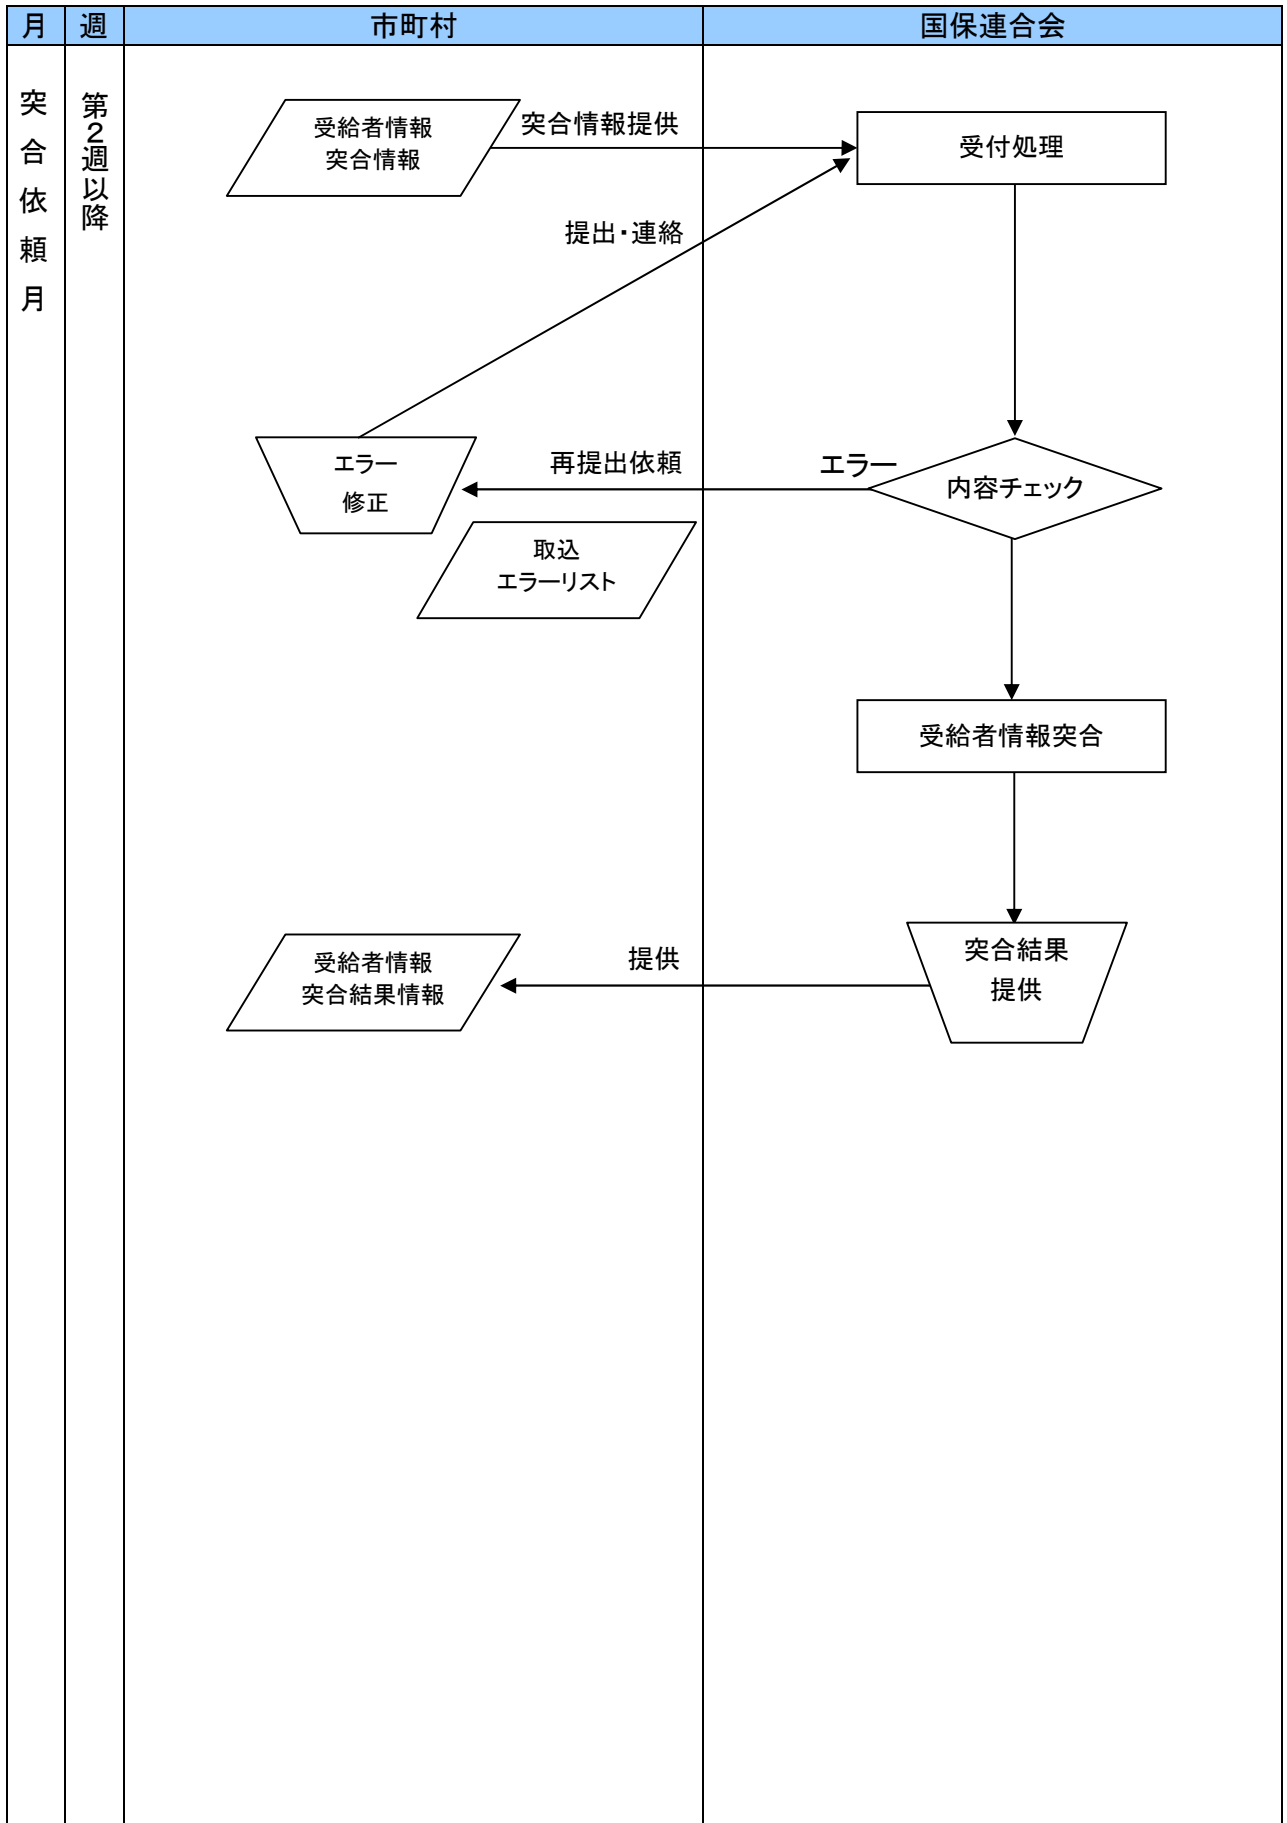 月 週 市町村 国保連合会
突合依頼月
第２週以降
受給者情報
突合情報
突合情報提供
受付処理
提出・連絡
エラー
修正
再提出依頼
エラー
内容チェック
取込
エラーリスト
受給者情報突合
受給者情報
突合結果情報
提供
突合結果
提供